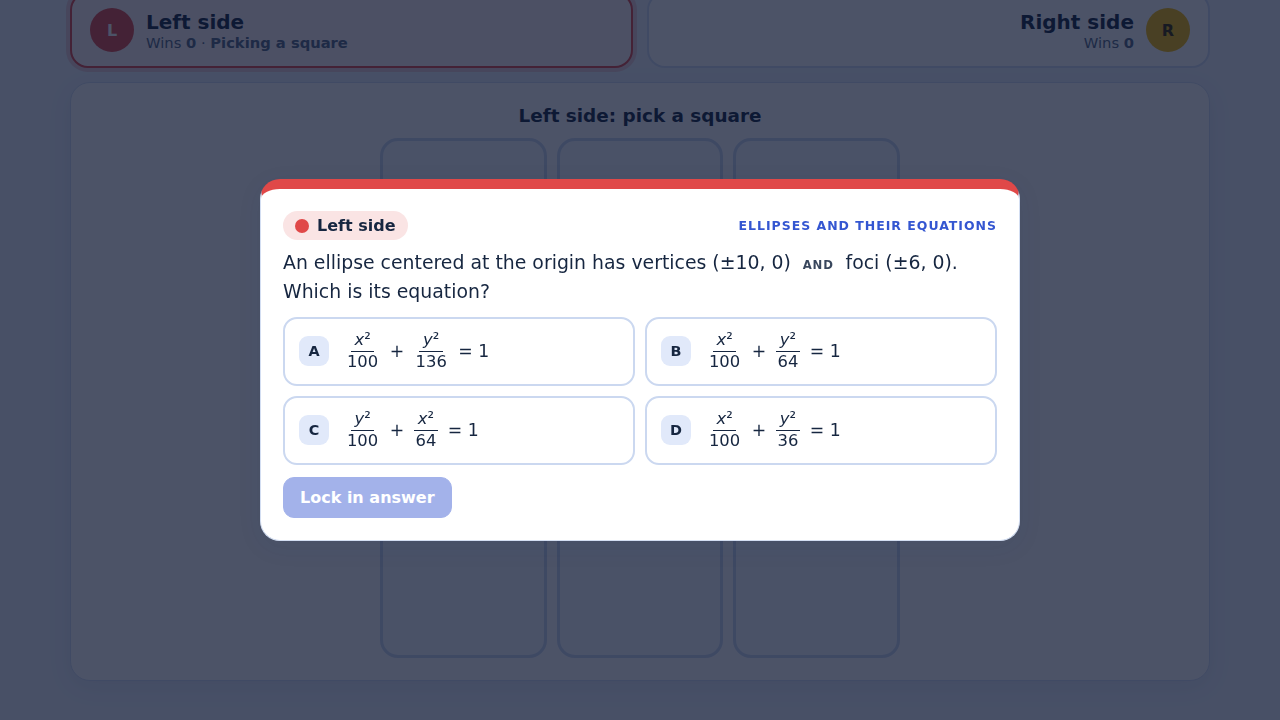 L
Left side
Wins 0 · Picking a square
Right side
Wins 0
R
Left side: pick a square
Left side
ELLIPSES AND THEIR EQUATIONS
An ellipse centered at the origin has vertices (±10, 0) AND foci (±6, 0).
Which is its equation?
A x²/100 + y²/136 = 1
B x²/100 + y²/64 = 1
C y²/100 + x²/64 = 1
D x²/100 + y²/36 = 1
Lock in answer